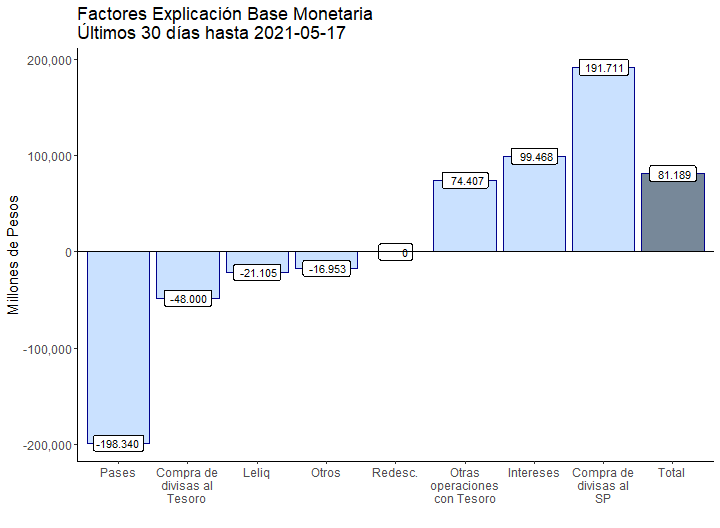 Factores Explicación Base Monetaria
Últimos 30 días hasta 2021-05-17
Millones de Pesos
200,000
100,000
0
-100,000
-200,000
-198.340
-48.000
-21.105
-16.953
0
74.407
99.468
191.711
81.189
Pases
Compra de
divisas al
Tesoro
Leliq
Otros
Redesc.
Otras
operaciones
con Tesoro
Intereses
Compra de
divisas al
SP
Total